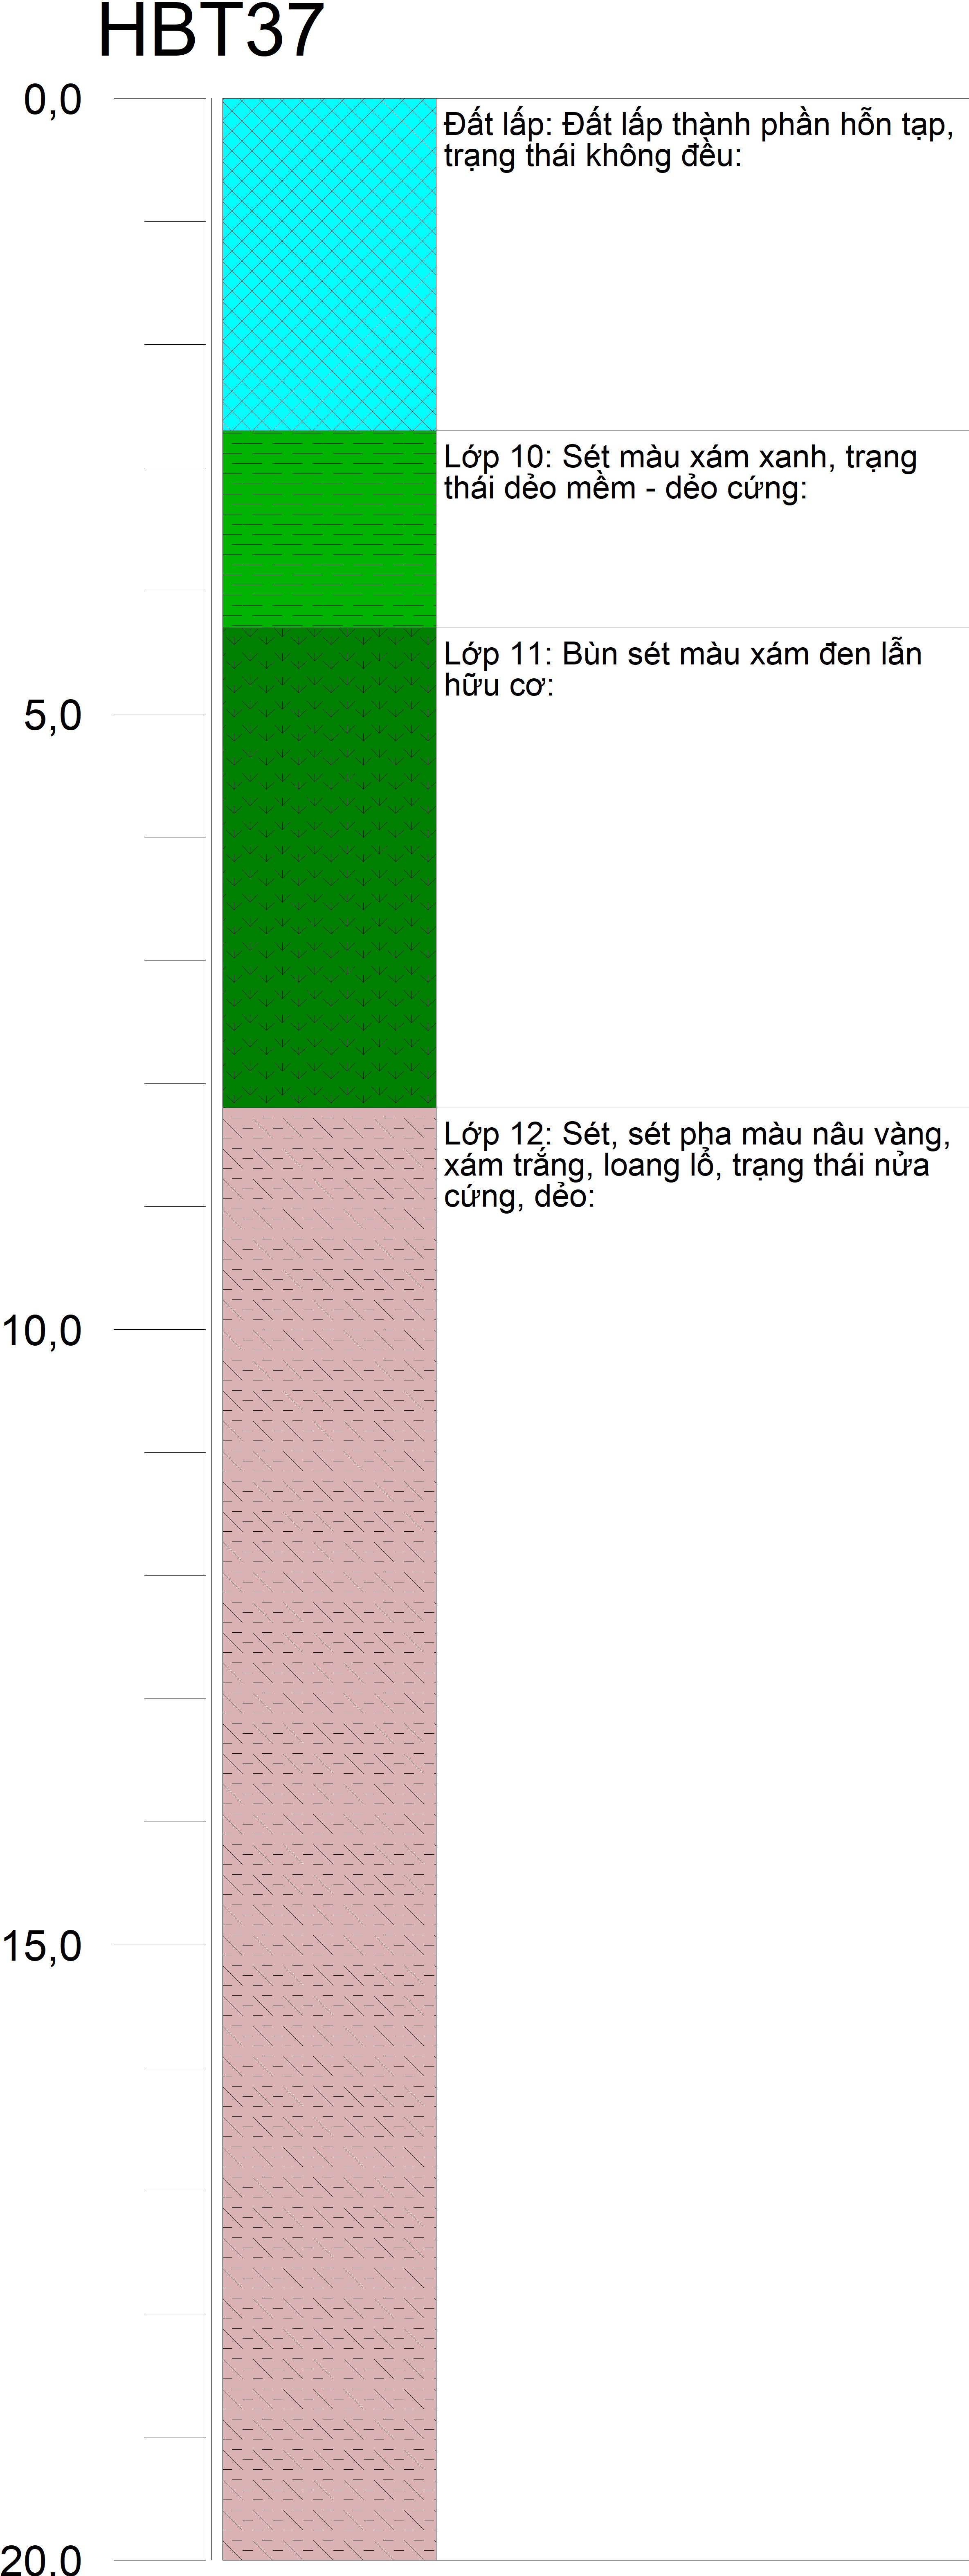 HBT37
0,0
Đất lấp: Đất lấp thành phần hỗn tạp,
trạng thái không đều:
Lớp 10: Sét màu xám xanh, trạng
thái dẻo mềm - dẻo cứng:
Lớp 11: Bùn sét màu xám đen lẫn
hữu cơ:
5,0
Lớp 12: Sét, sét pha màu nâu vàng,
xám trắng, loang lổ, trạng thái nửa
cứng, dẻo:
10,0
15,0
20,0